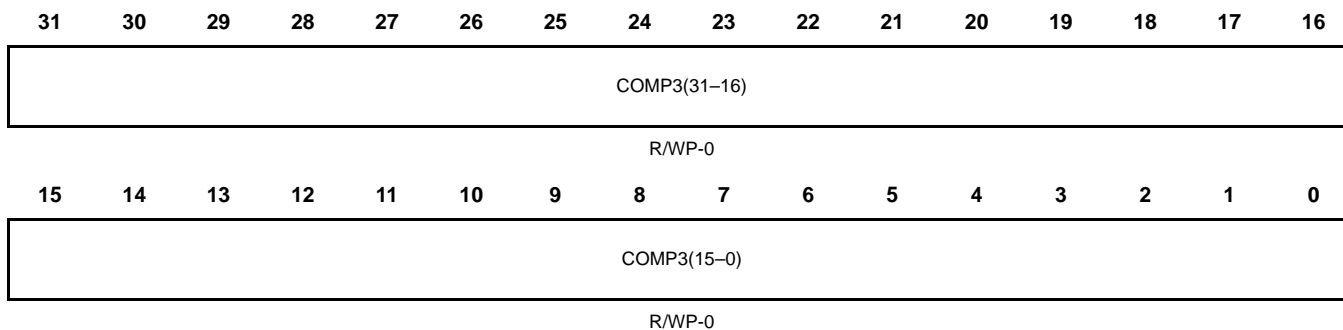 31 30 29 28 27 26 25 24 23 22 21 20 19 18 17 16
COMP3(31–16)
R/WP-0
15 14 13 12 11 10 9 8 7 6 5 4 3 2 1 0
COMP3(15–0)
R/WP-0